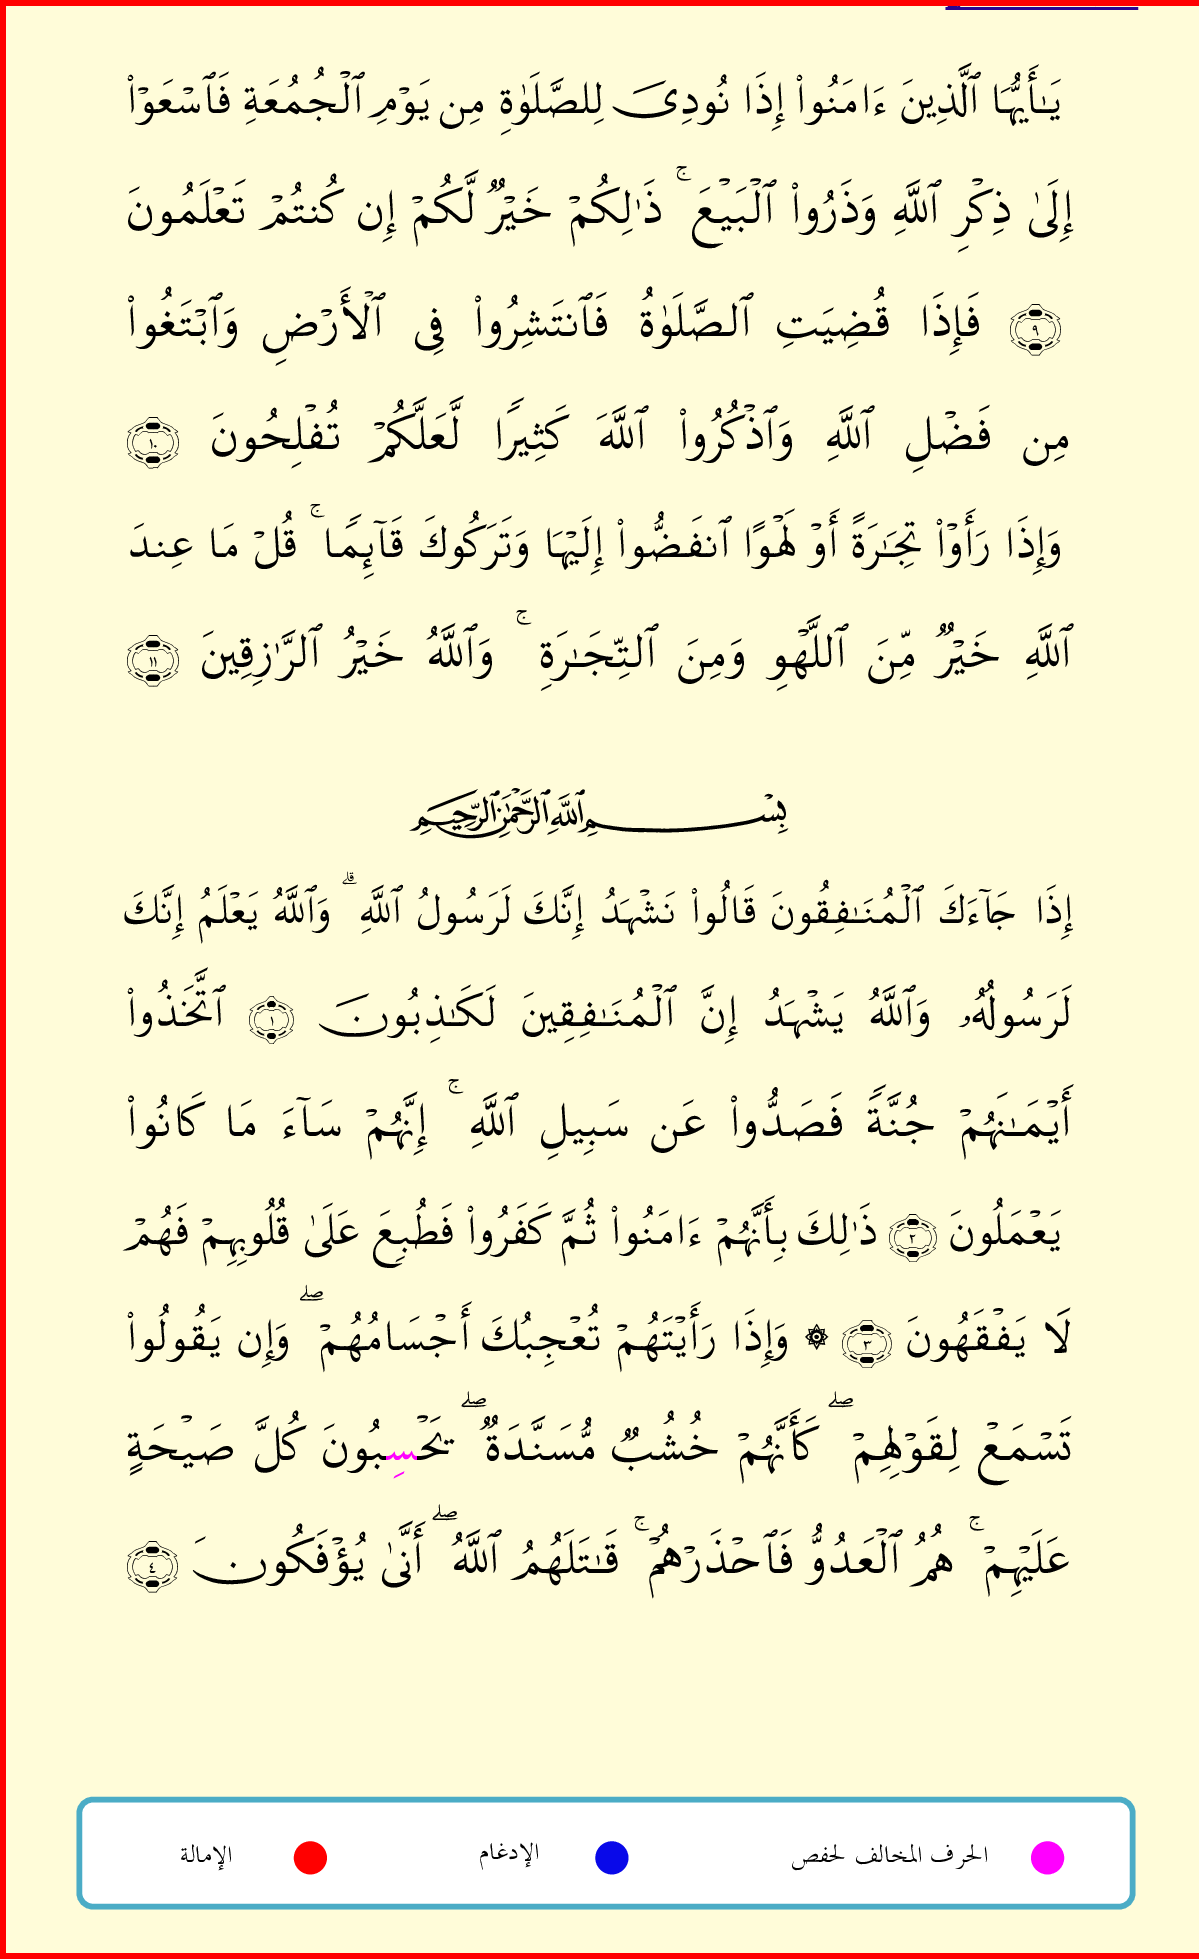 يَـٰٓأَيُّهَا ٱلَّذِينَ ءَامَنُوا۟ إِذَا نُودِىَ لِلصَّلَوٰةِ مِن يَوْمِ ٱلْجُمُعَةِ فَٱسْعَوْا۟
إِلَىٰ ذِكْرِ ٱللَّهِ وَذَرُوا۟ ٱلْبَيْعَ ۚ ذَٰلِكُمْ خَيْرٌ لَّكُمْ إِن كُنتُمْ تَعْلَمُونَ
٩ فَإِذَا قُضِيَتِ ٱلصَّلَوٰةُ فَٱنتَشِرُوا۟ فِى ٱلْأَرْضِ وَٱبْتَغُوا۟
مِن فَضْلِ ٱللَّهِ وَٱذْكُرُوا۟ ٱللَّهَ كَثِيرًا لَّعَلَّكُمْ تُفْلِحُونَ ١٠
وَإِذَا رَأَوْا۟ تِجَـٰرَةً أَوْ لَهْوًا ٱنفَضُّوا۟ إِلَيْهَا وَتَرَكُوكَ قَآئِمًا ۚ قُلْ مَا عِندَ
ٱللَّهِ خَيْرٌ مِّنَ ٱللَّهْوِ وَمِنَ ٱلتِّجَـٰرَةِ ۚ وَٱللَّهُ خَيْرُ ٱلرَّٰزِقِينَ ١١
بِسْمِ ٱللَّهِ ٱلرَّحْمَـٰنِ ٱلرَّحِيمِ
إِذَا جَآءَكَ ٱلْمُنَـٰفِقُونَ قَالُوا۟ نَشْهَدُ إِنَّكَ لَرَسُولُ ٱللَّهِ ۗ وَٱللَّهُ يَعْلَمُ إِنَّكَ
لَرَسُولُهُۥ وَٱللَّهُ يَشْهَدُ إِنَّ ٱلْمُنَـٰفِقِينَ لَكَـٰذِبُونَ ١ ٱتَّخَذُوا۟
أَيْمَـٰنَهُمْ جُنَّةً فَصَدُّوا۟ عَن سَبِيلِ ٱللَّهِ ۚ إِنَّهُمْ سَآءَ مَا كَانُوا۟
يَعْمَلُونَ ٢ ذَٰلِكَ بِأَنَّهُمْ ءَامَنُوا۟ ثُمَّ كَفَرُوا۟ فَطُبِعَ عَلَىٰ قُلُوبِهِمْ فَهُمْ
لَا يَفْقَهُونَ ٣ ۞ وَإِذَا رَأَيْتَهُمْ تُعْجِبُكَ أَجْسَامُهُمْ ۖ وَإِن يَقُولُوا۟
تَسْمَعْ لِقَوْلِهِمْ ۖ كَأَنَّهُمْ خُشُبٌ مُّسَنَّدَةٌ ۖ يَحْسِبُونَ كُلَّ صَيْحَةٍ
عَلَيْهِمْ ۚ هُمُ ٱلْعَدُوُّ فَٱحْذَرْهُمْ ۚ قَـٰتَلَهُمُ ٱللَّهُ ۖ أَنَّىٰ يُؤْفَكُونَ ٤
الحرف المخالف لحفص الإدغام الإمالة